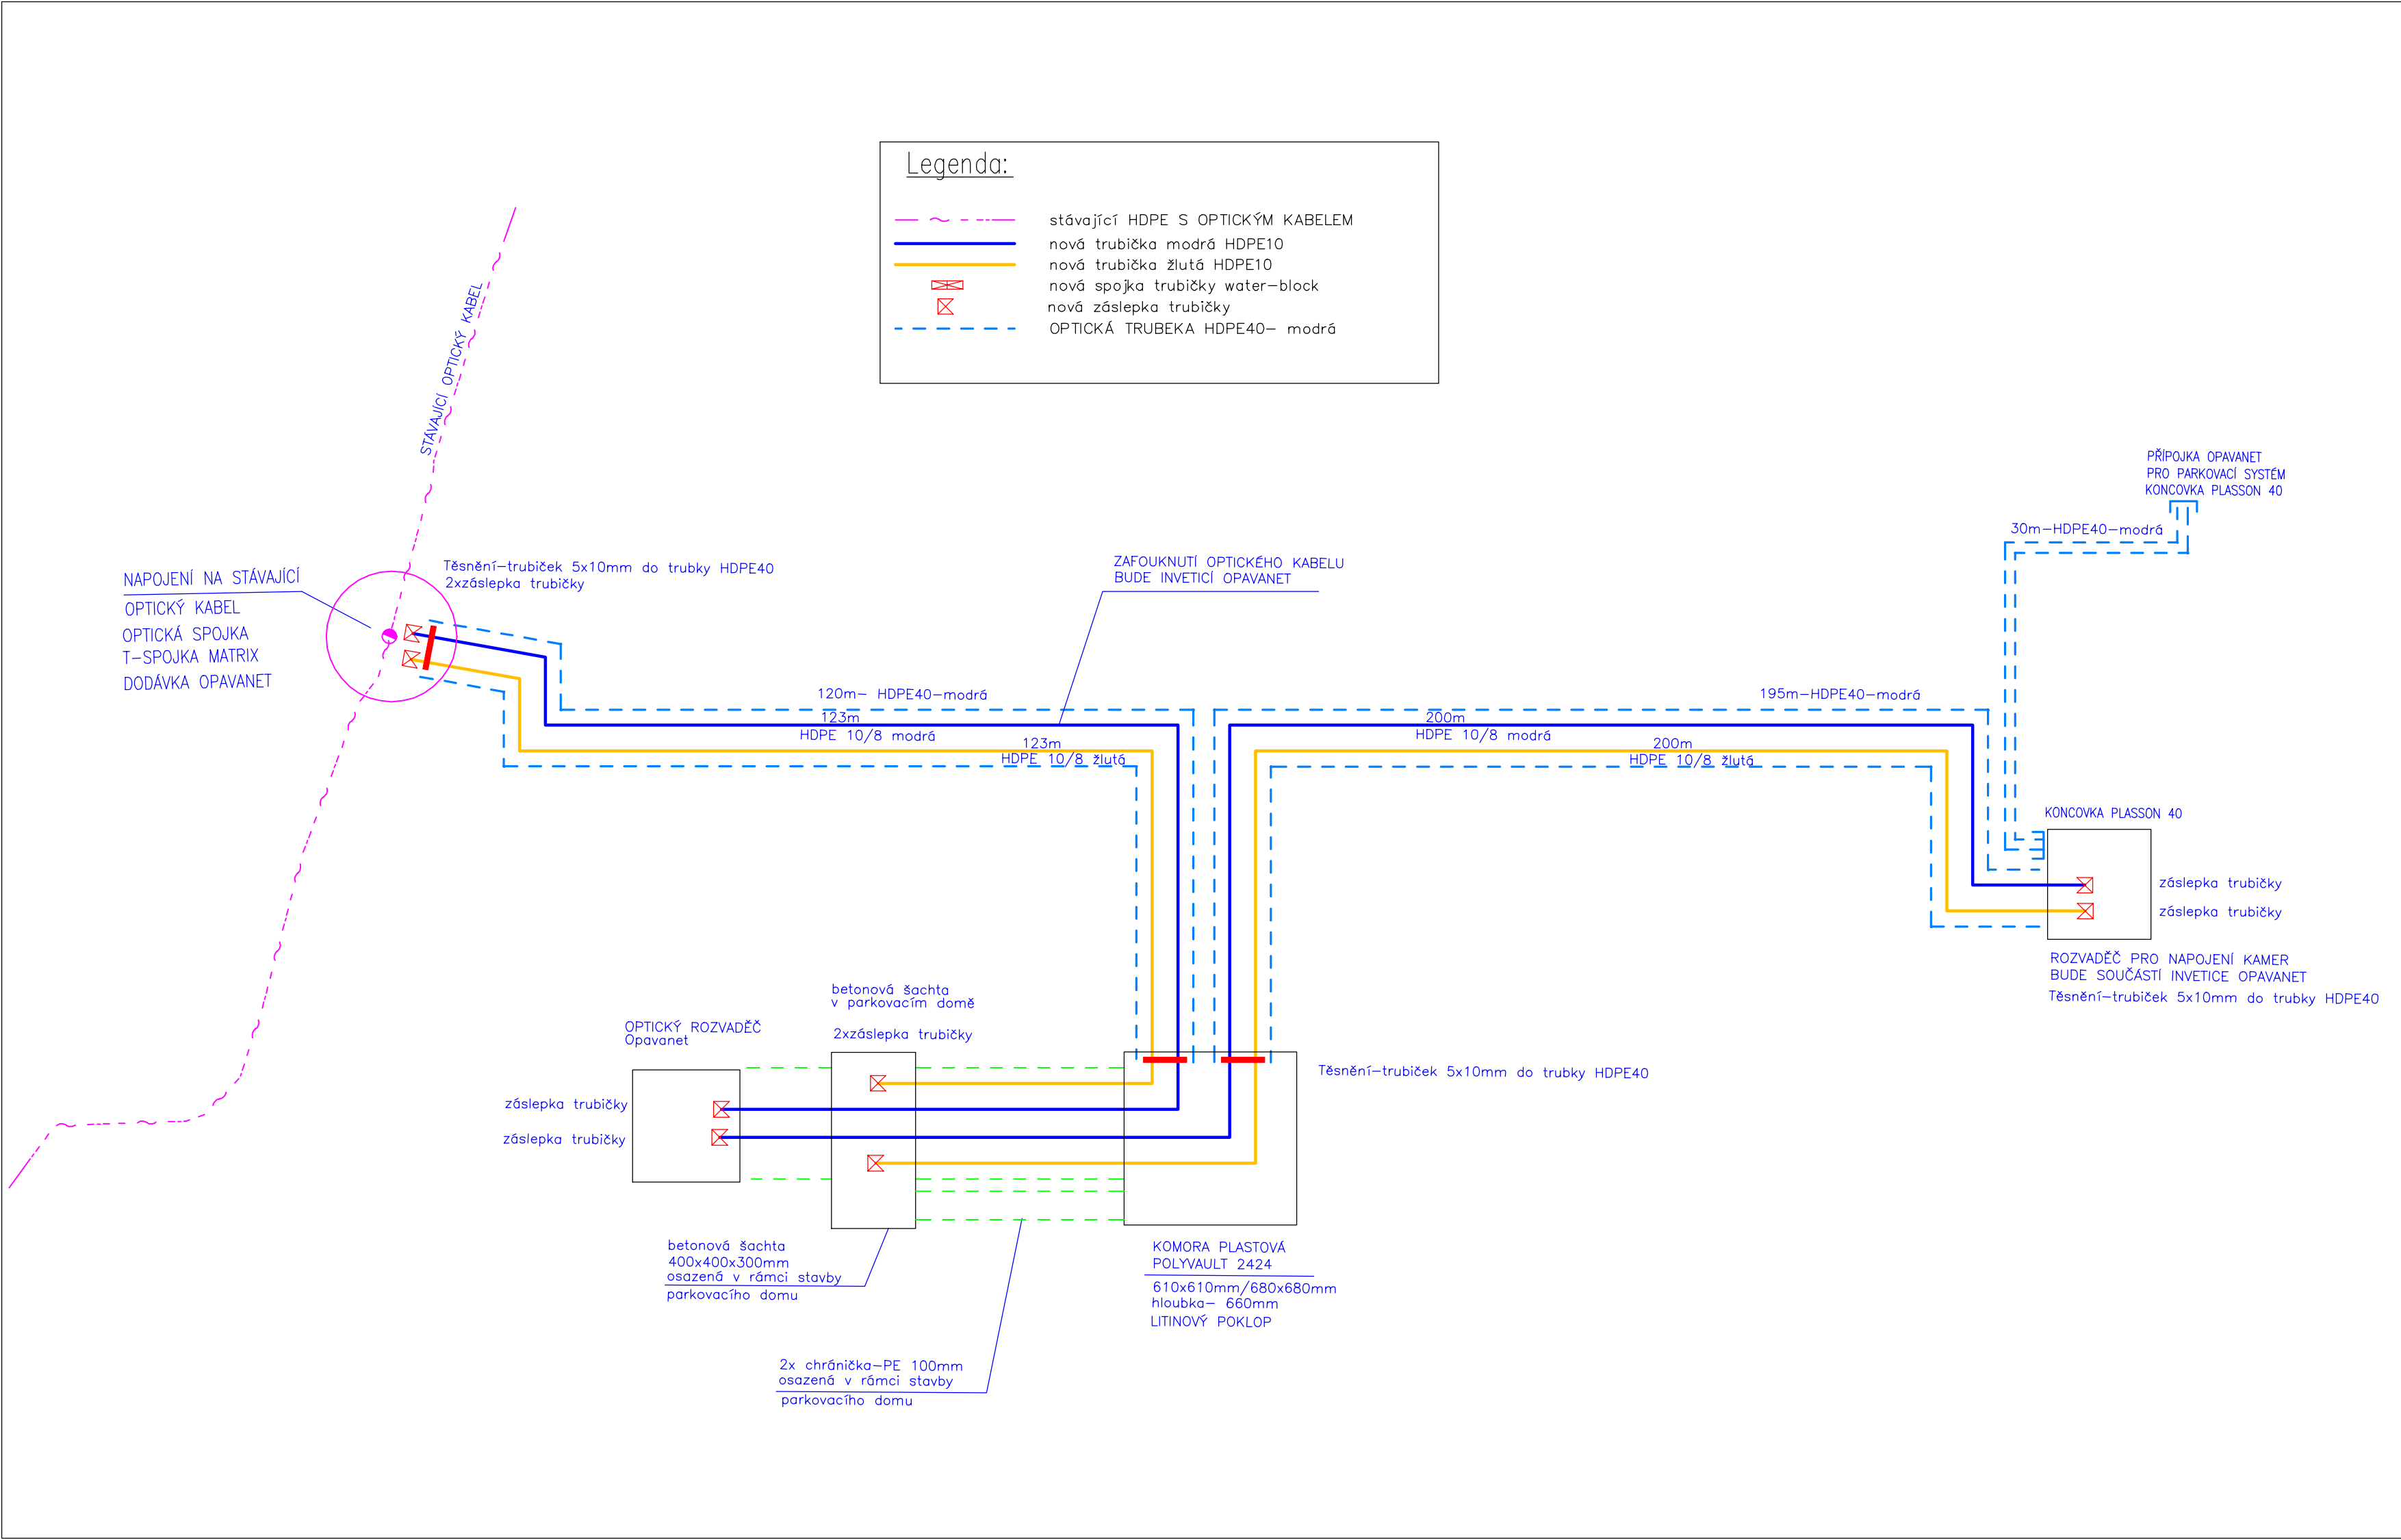 Legenda:
stávající HDPE S OPTICKÝM KABELEM
nová trubička modrá HDPE10
nová trubička žlutá HDPE10
nová spojka trubičky water-block
nová záslepka trubičky
OPTICKÁ TRUBEKA HDPE40- modrá
STÁVAJÍCÍ OPTICKÝ KABEL
PŘÍPOJKA OPAVANET
PRO PARKOVACÍ SYSTÉM
KONCOVKA PLASSON 40
30m-HDPE40-modrá
NAPOJENÍ NA STÁVAJÍCÍ
OPTICKÝ KABEL
OPTICKÁ SPOJKA
T-SPOJKA MATRIX
DODÁVKA OPAVANET
Těsnění-trubiček 5x10mm do trubky HDPE40
2xzáslepka trubičky
ZAFOUKNUTÍ OPTICKÉHO KABELU
BUDE INVETICÍ OPAVANET
120m- HDPE40-modrá
123m
HDPE 10/8 modrá
123m
HDPE 10/8 žlutá
195m-HDPE40-modrá
200m
HDPE 10/8 modrá
200m
HDPE 10/8 žlutá
KONCOVKA PLASSON 40
záslepka trubičky
záslepka trubičky
ROZVADĚČ PRO NAPOJENÍ KAMER
BUDE SOUČÁSTÍ INVETICE OPAVANET
Těsnění-trubiček 5x10mm do trubky HDPE40
betonová šachta
v parkovacím domě
2xzáslepka trubičky
OPTICKÝ ROZVADĚČ
Opavanet
záslepka trubičky
záslepka trubičky
Těsnění-trubiček 5x10mm do trubky HDPE40
betonová šachta
400x400x300mm
osazená v rámci stavby
parkovacího domu
KOMORA PLASTOVÁ
POLYVAULT 2424
610x610mm/680x680mm
hloubka- 660mm
LITINOVÝ POKLOP
2x chránička-PE 100mm
osazená v rámci stavby
parkovacího domu